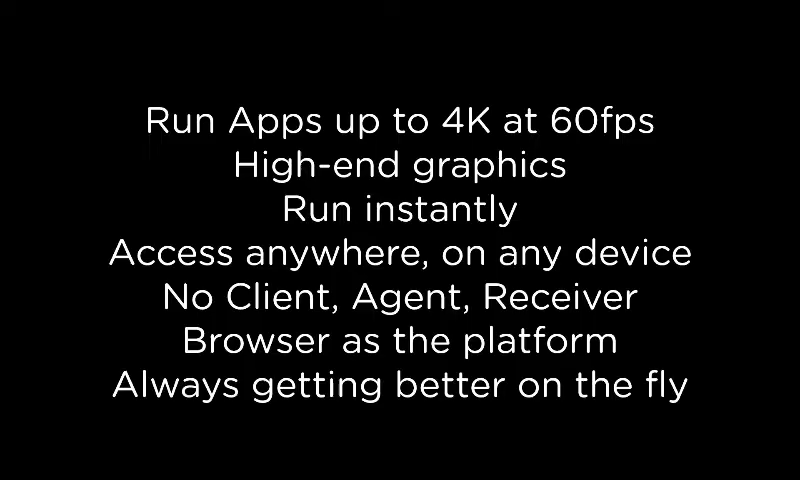 Run Apps up to 4K at 60fps
High-end graphics
Run instantly
Access anywhere, on any device
No Client, Agent, Receiver
Browser as the platform
Always getting better on the fly